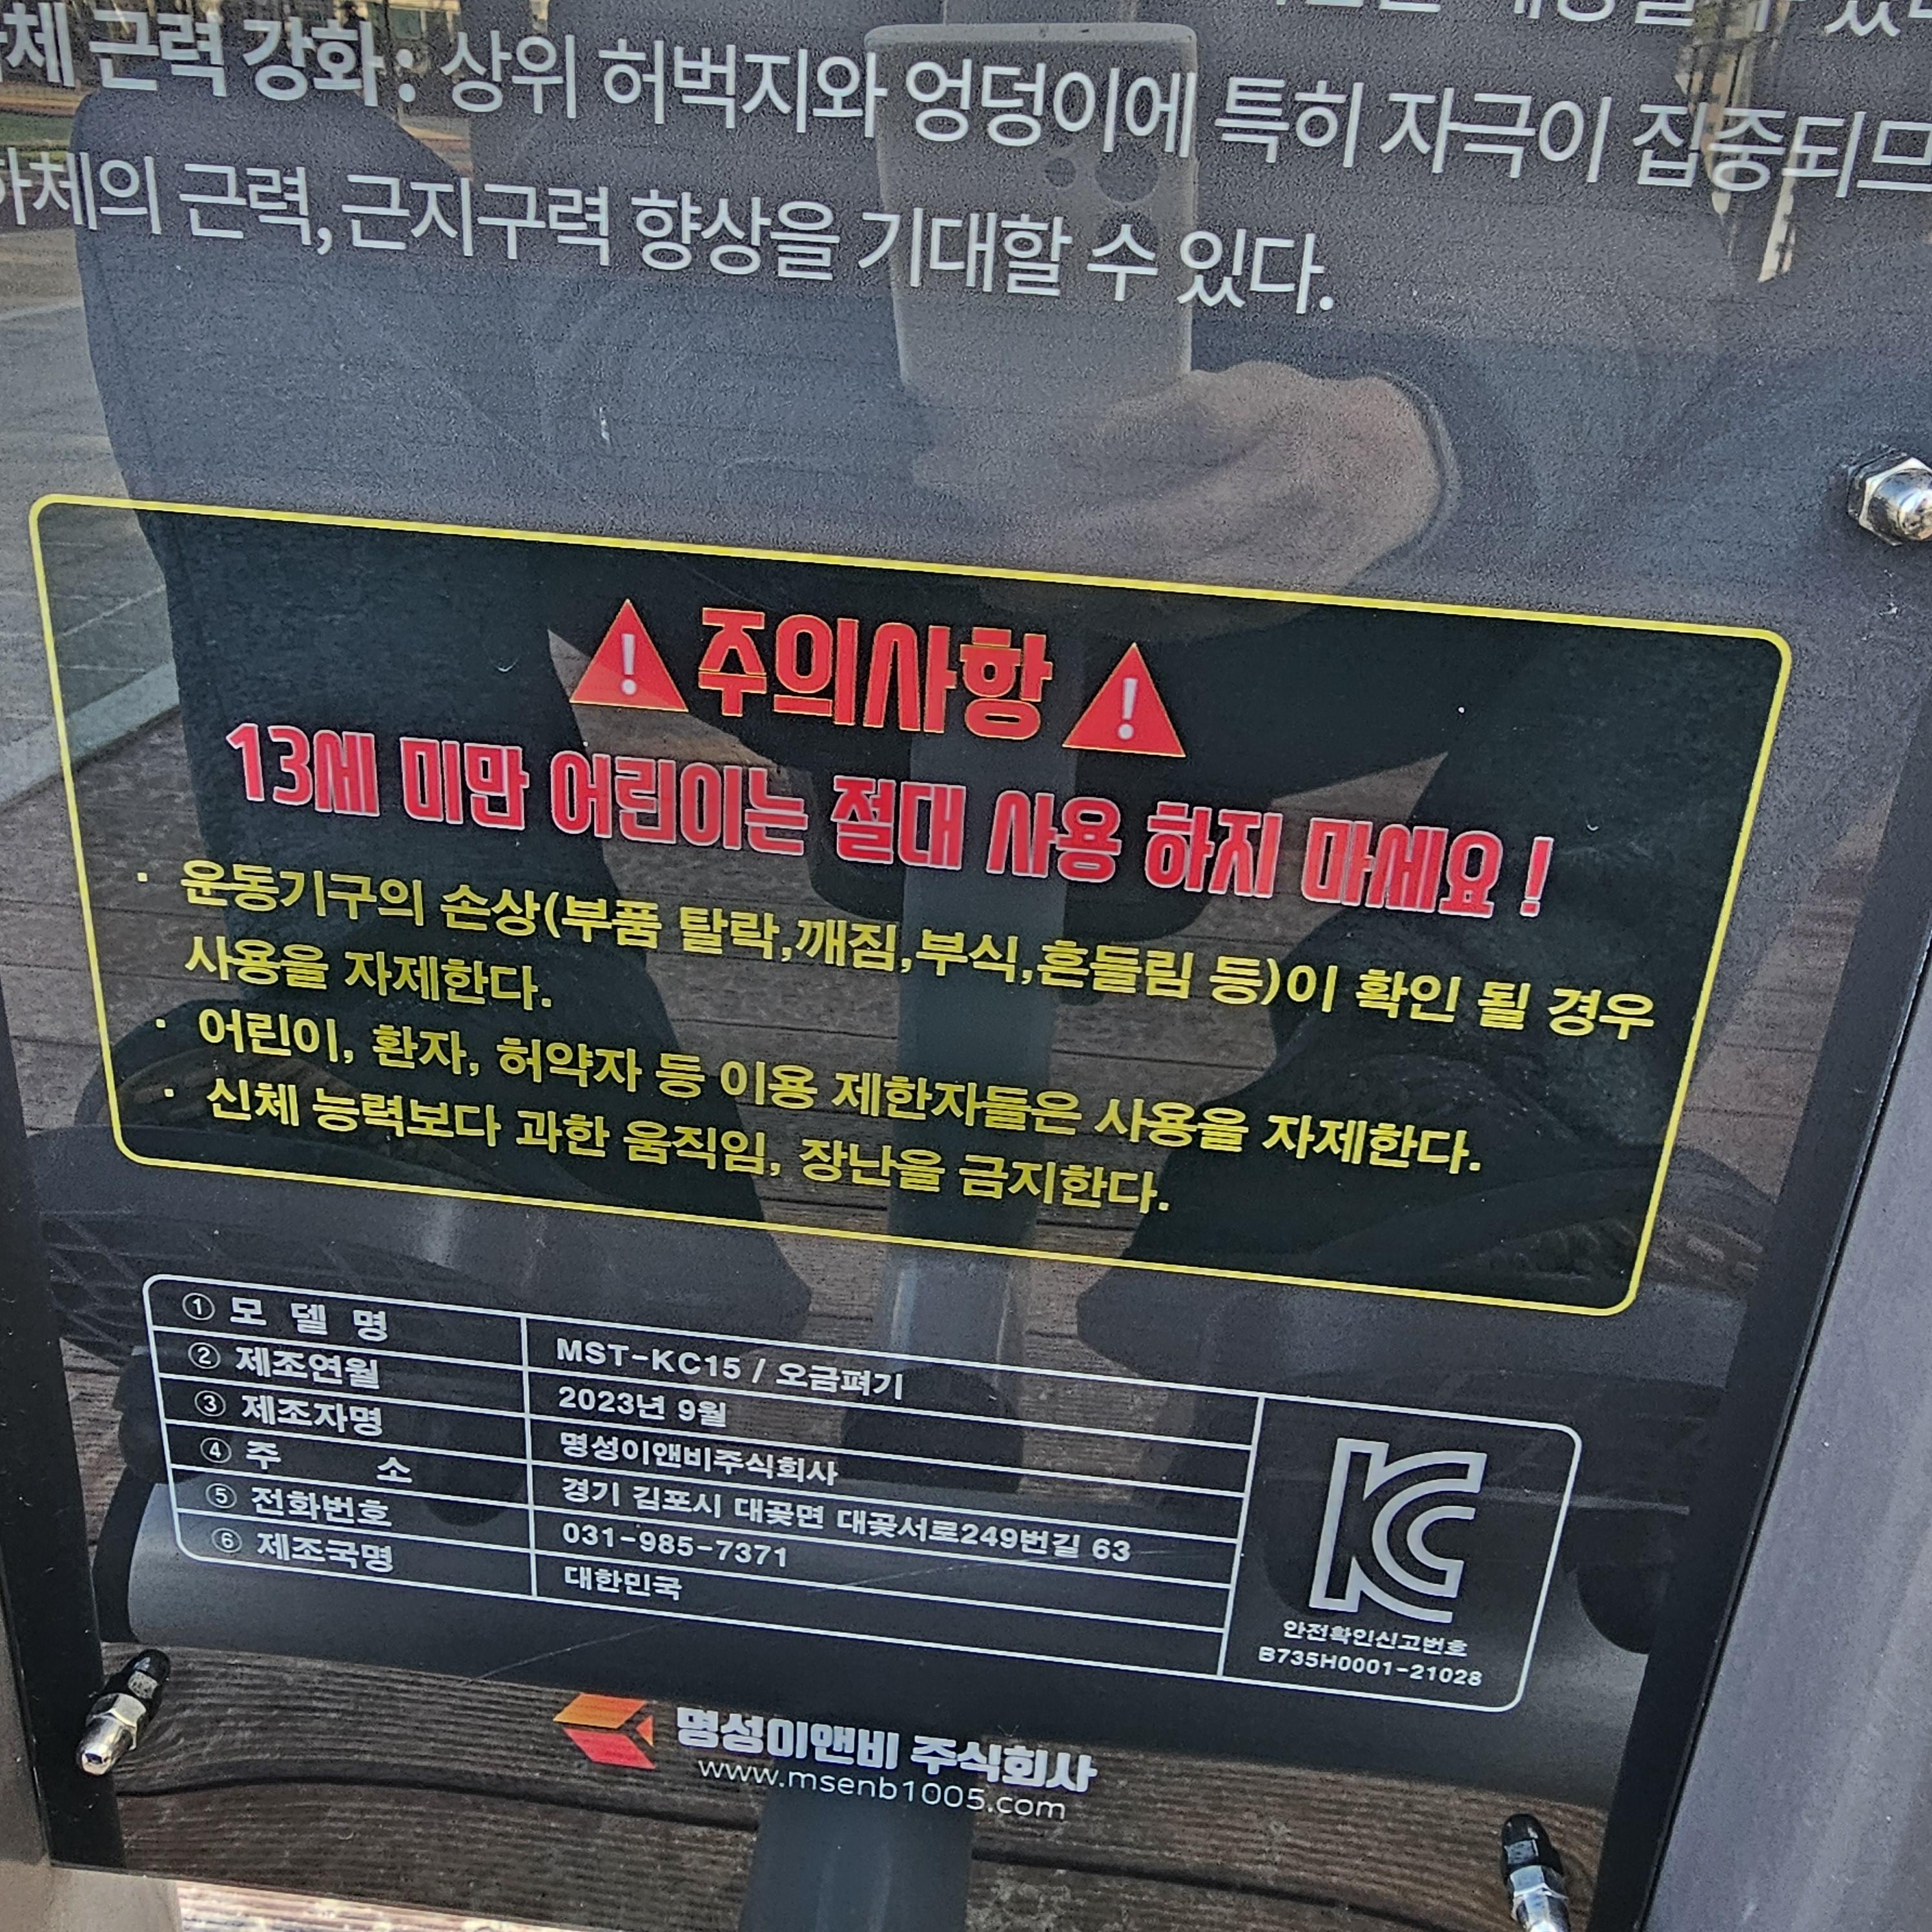 근력 강화: 상위 허벅지와 엉덩이에 특히 자극이 집중되므
하체의 근력,근지구력 향상을 기대할 수 있다.
주의사항
13세 미만 어린이는 절대 사용 하지 마세요!
· 운동기구의 손상(부품 탈락,깨짐,부식,흔들림 등)이 확인 될 경우
사용을 자제한다.
· 어린이, 환자, 허약자 등 이용 제한자들은 사용을 자제한다.
· 신체 능력보다 과한 움직임, 장난을 금지한다.
① 모 델 명 MST-KC15 / 오금펴기
② 제조연월 2023년 9월
③ 제조자명 명성이앤비주식회사
④ 주 소 경기 김포시 대곶면 대곶서로249번길 63
⑤ 전화번호 031-985-7371
⑥ 제조국명 대한민국
KC
안전확인신고번호
B735H0001-21028
명성이앤비 주식회사
www.msenb1005.com